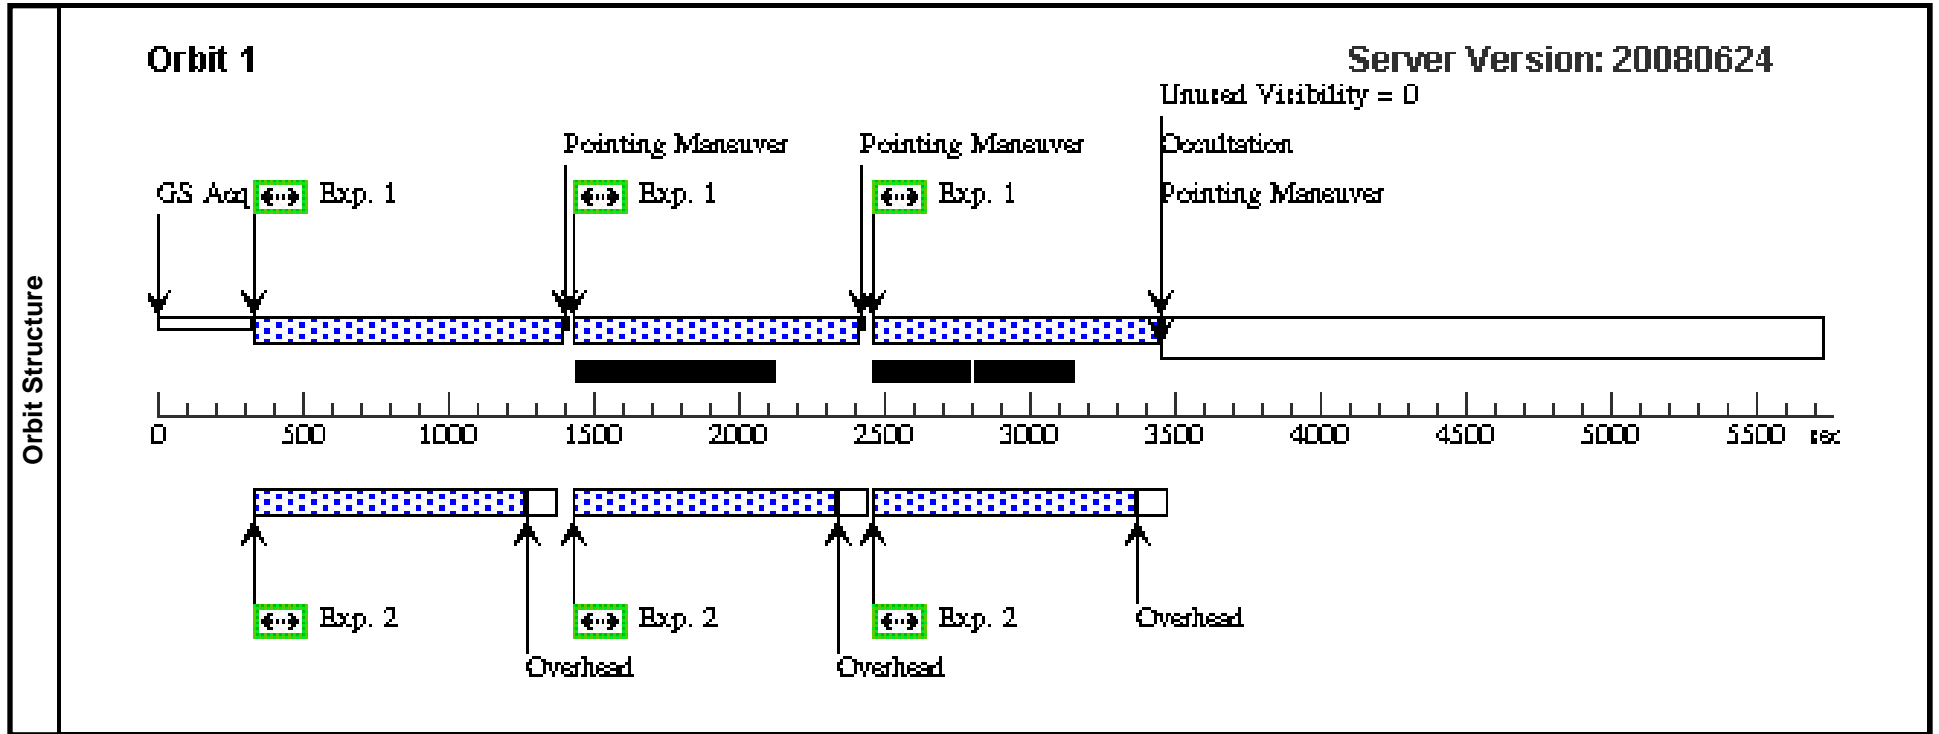 Orbit Structure
Orbit 1
Server Version: 20080624
Unused Visibility = 0
Pointing Maneuver
Pointing Maneuver
Occultation
GS Acq
Exp. 1
Exp. 1
Exp. 1
Pointing Maneuver
0
500
1000
1500
2000
2500
3000
3500
4000
4500
5000
5500
sec
Exp. 2
Exp. 2
Exp. 2
Overhead
Overhead
Overhead